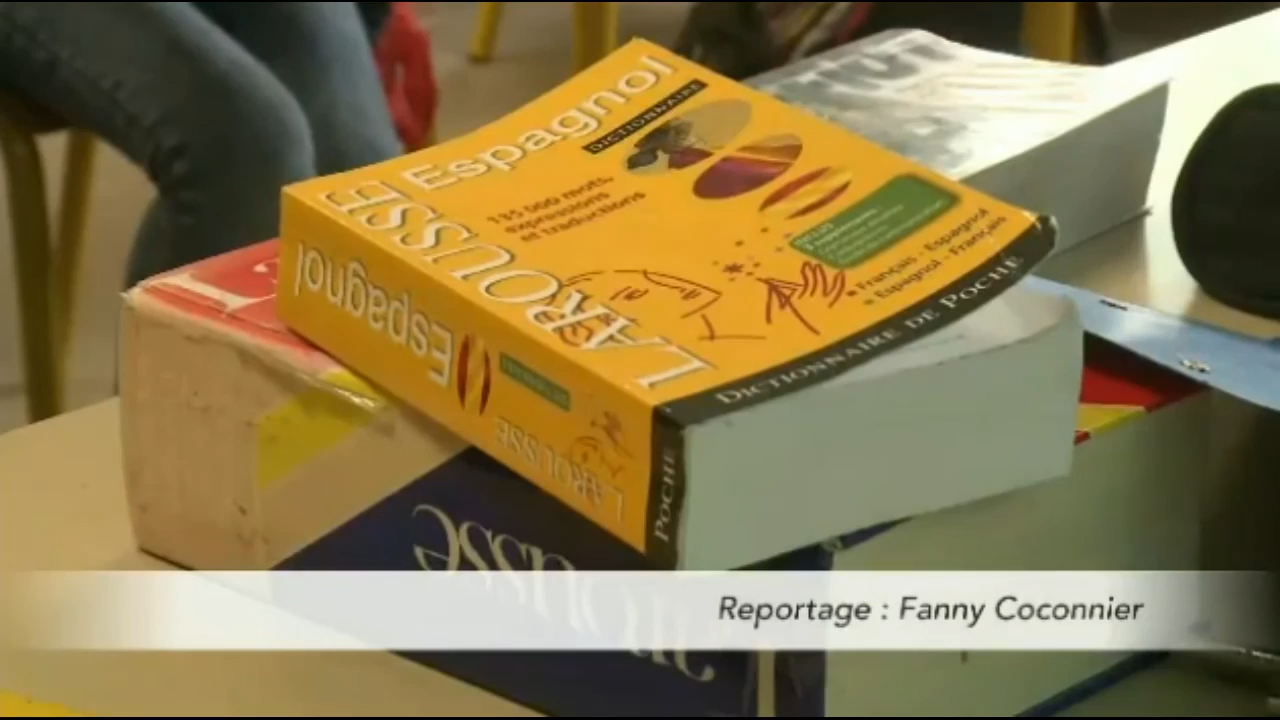 Espagnol
DICTIONNAIRE
LAROUSSE
135 000 mots,
expressions
et traductions
Français - Espagnol
Espagnol - Français
DICTIONNAIRE DE POCHE
Espagnol
LAROUSSE
POCHE
Larousse
Reportage : Fanny Coconnier